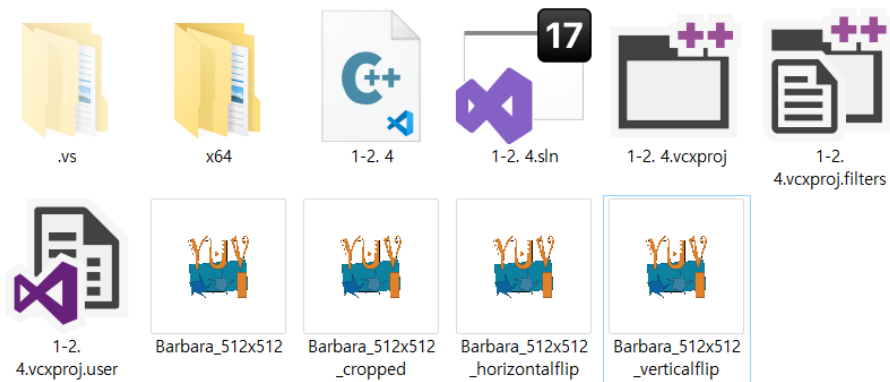 17
C++
++
++
.vs
x64
1-2. 4
1-2. 4.sln
1-2. 4.vcxproj
1-2.
4.vcxproj.filters
YUV
YUV
YUV
YUV
1-2.
4.vcxproj.user
Barbara_512x512
Barbara_512x512
_cropped
Barbara_512x512
_horizontalflip
Barbara_512x512
_verticalflip